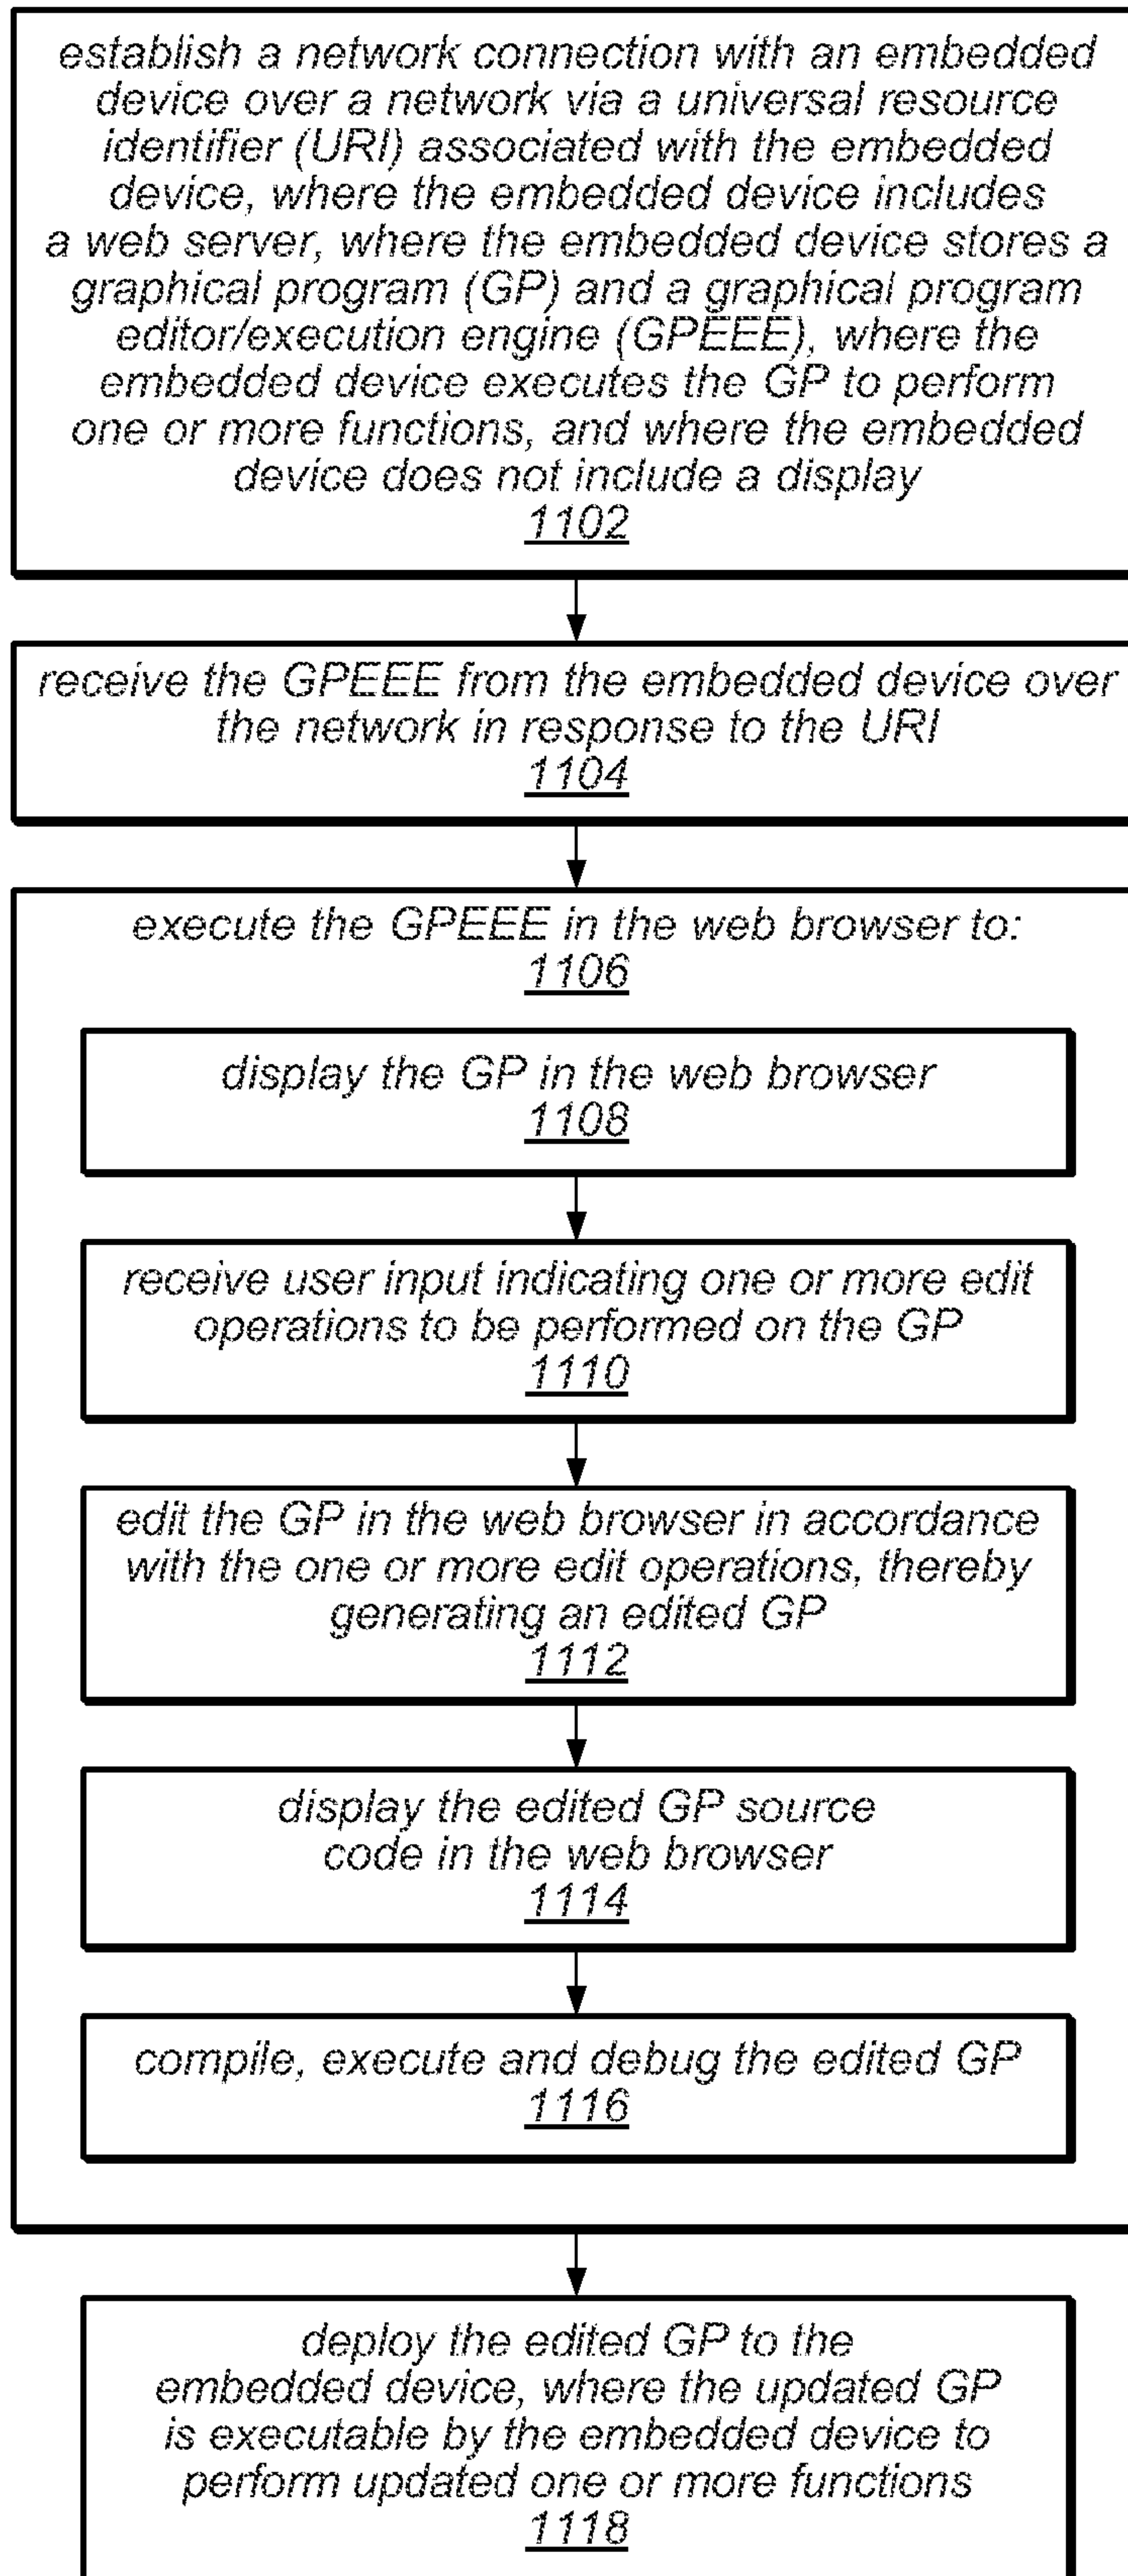 establish a network connection with an embedded
device over a network via a universal resource
identifier (URI) associated with the embedded
device, where the embedded device includes
a web server, where the embedded device stores a
graphical program (GP) and a graphical program
editor/execution engine (GPEEE), where the
embedded device executes the GP to perform
one or more functions, and where the embedded
device does not include a display
1102
receive the GPEEE from the embedded device over
the network in response to the URI
1104
execute the GPEEE in the web browser to:
1106
display the GP in the web browser
1108
receive user input indicating one or more edit
operations to be performed on the GP
1110
edit the GP in the web browser in accordance
with the one or more edit operations, thereby
generating an edited GP
1112
display the edited GP source
code in the web browser
1114
compile, execute and debug the edited GP
1116
deploy the edited GP to the
embedded device, where the updated GP
is executable by the embedded device to
perform updated one or more functions
1118